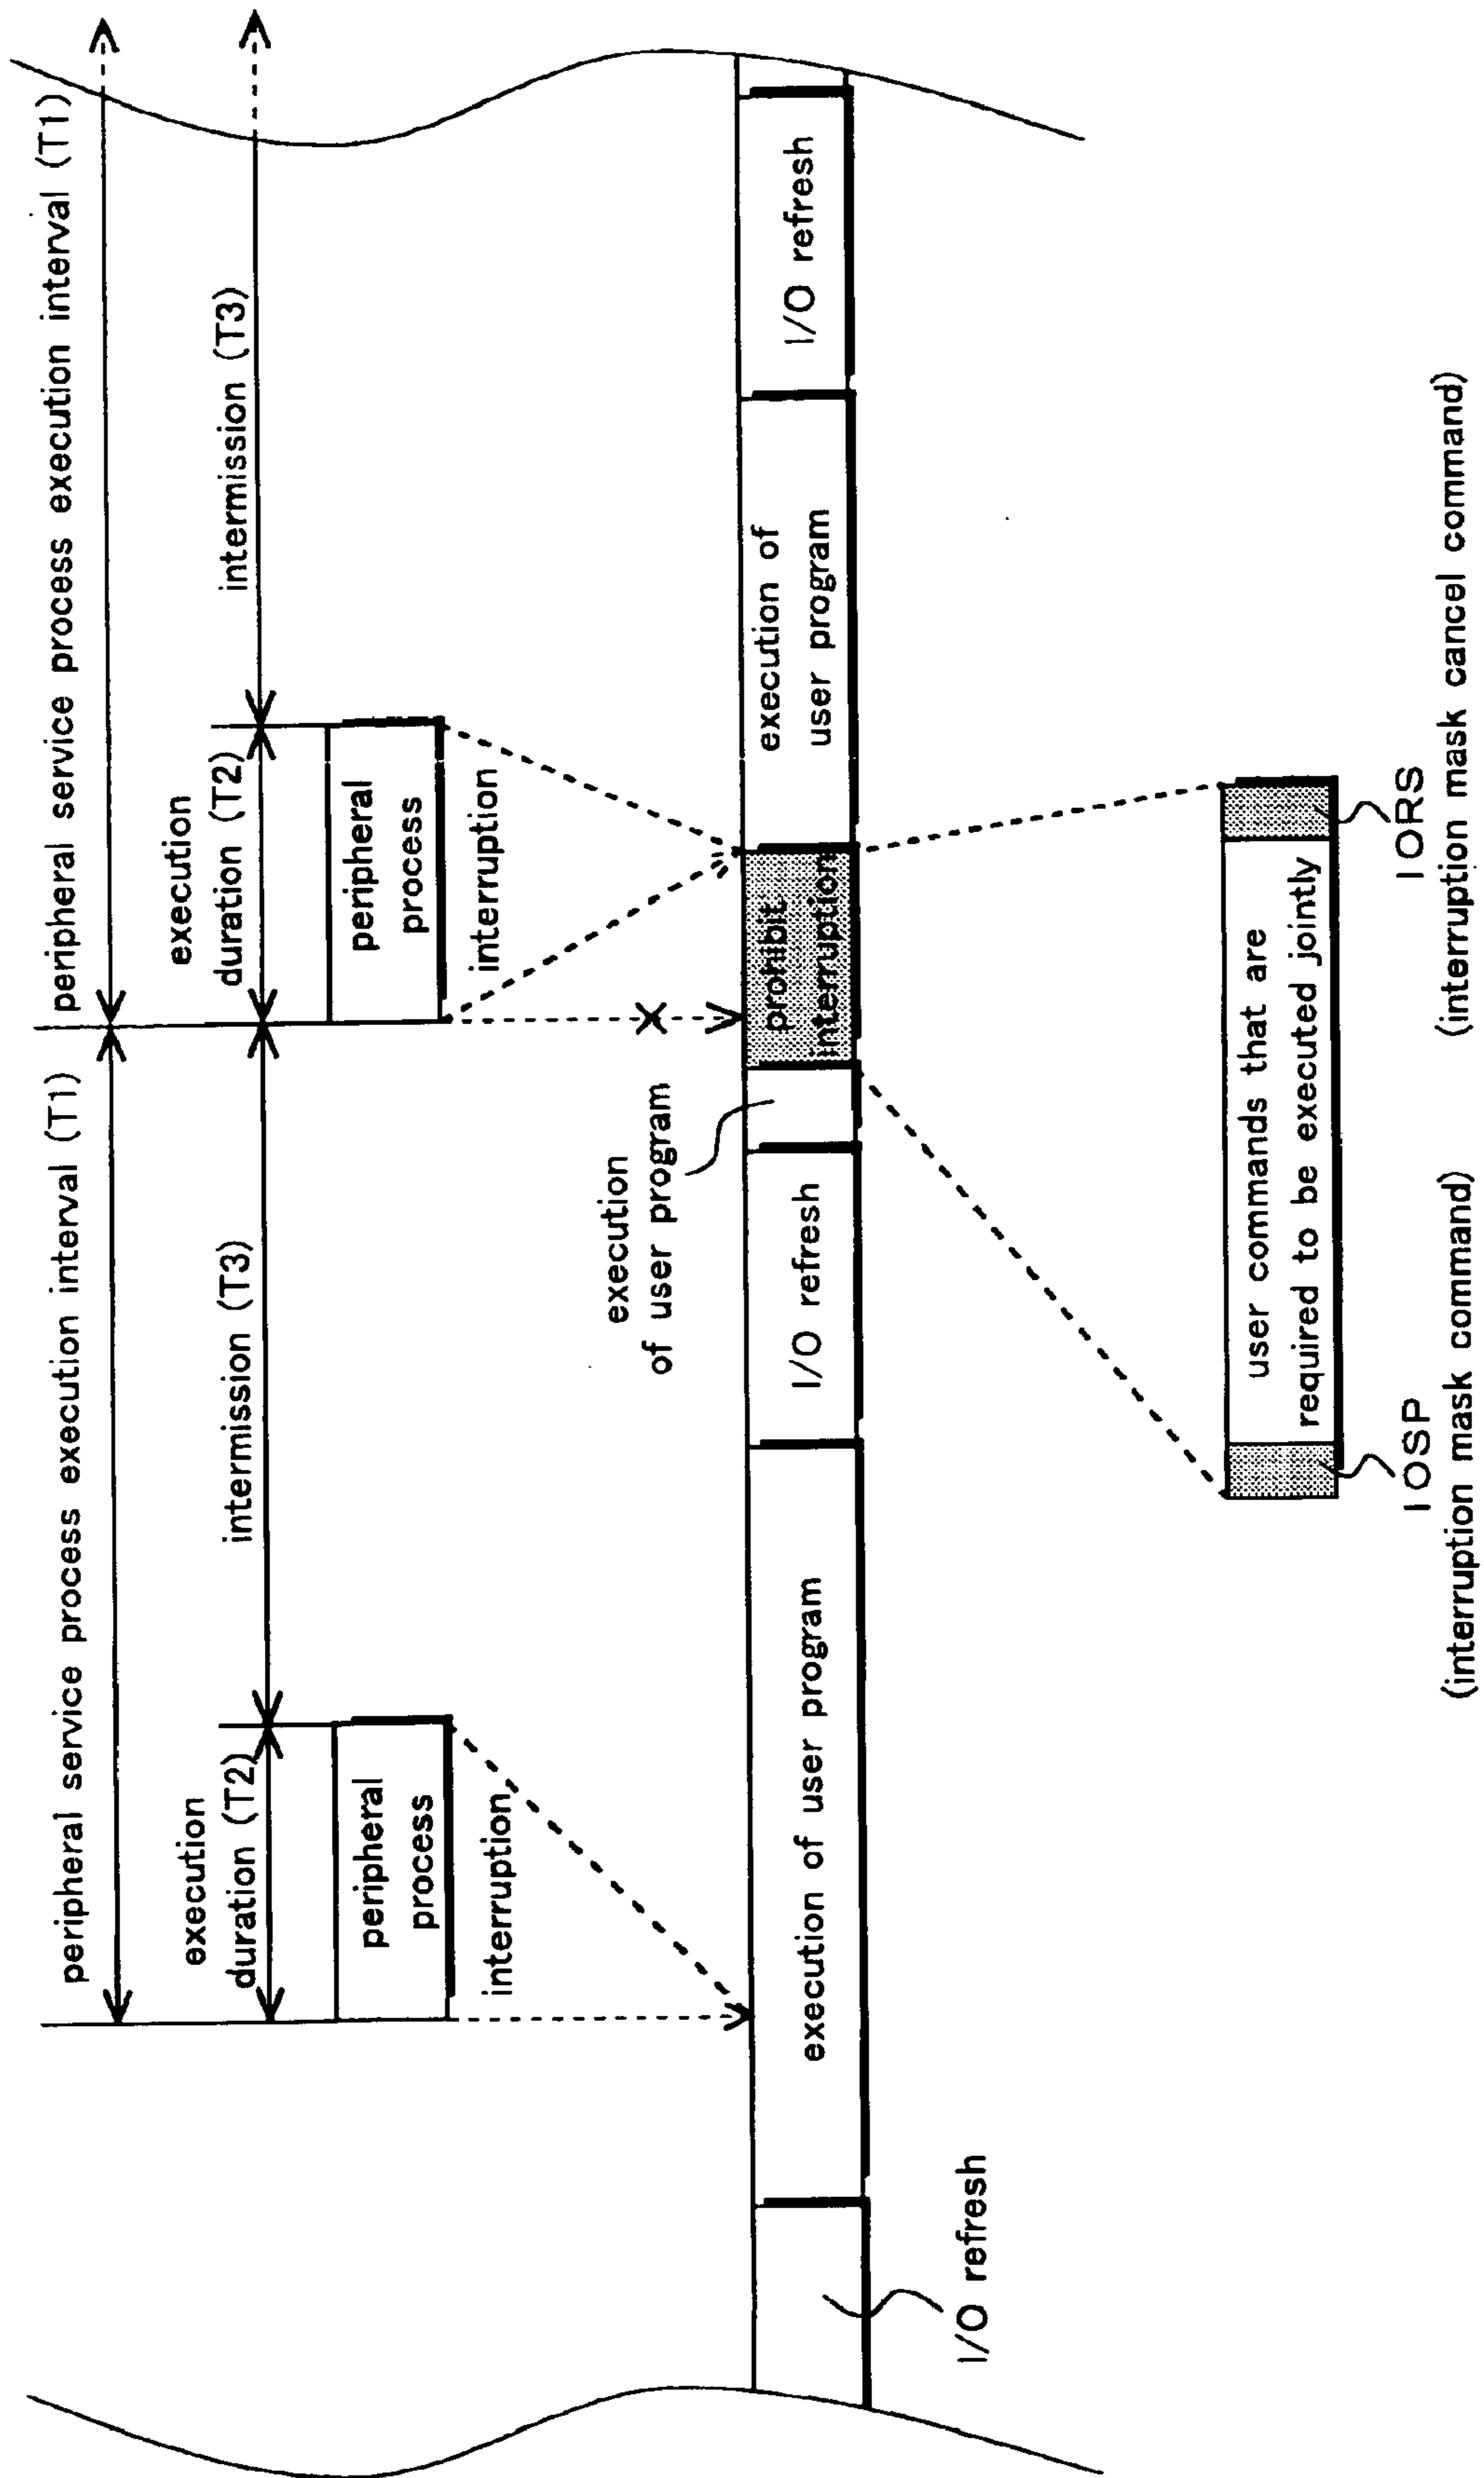 peripheral service process execution interval (T1)
peripheral service process execution interval (T1)
execution
duration (T2)
intermission (T3)
execution
duration (T2)
intermission (T3)
peripheral
process
peripheral
process
interruption
interruption
execution
of user program
I/O refresh
execution of user program
I/O refresh
prohibit
interruption
execution of
user program
I/O refresh
user commands that are
required to be executed jointly
IOSP
(interruption mask command)
IORS
(interruption mask cancel command)